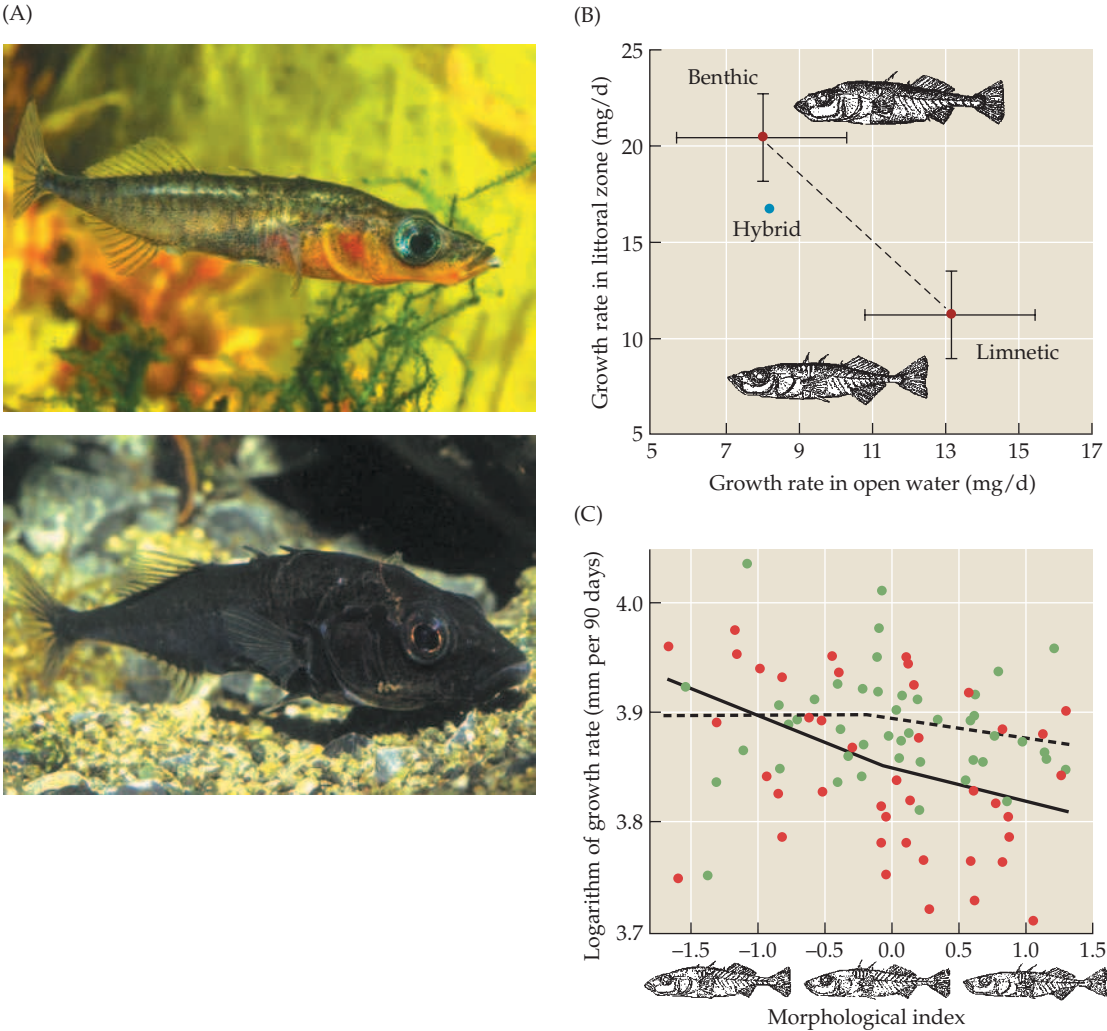 (A)
(B)
Growth rate in littoral zone (mg/d)
25
20
15
10
5
Benthic
Hybrid
Limnetic
5 7 9 11 13 15 17
Growth rate in open water (mg/d)
(C)
Logarithm of growth rate (mm per 90 days)
4.0
3.9
3.8
3.7
–1.5 –1.0 –0.5 0.0 0.5 1.0 1.5
Morphological index